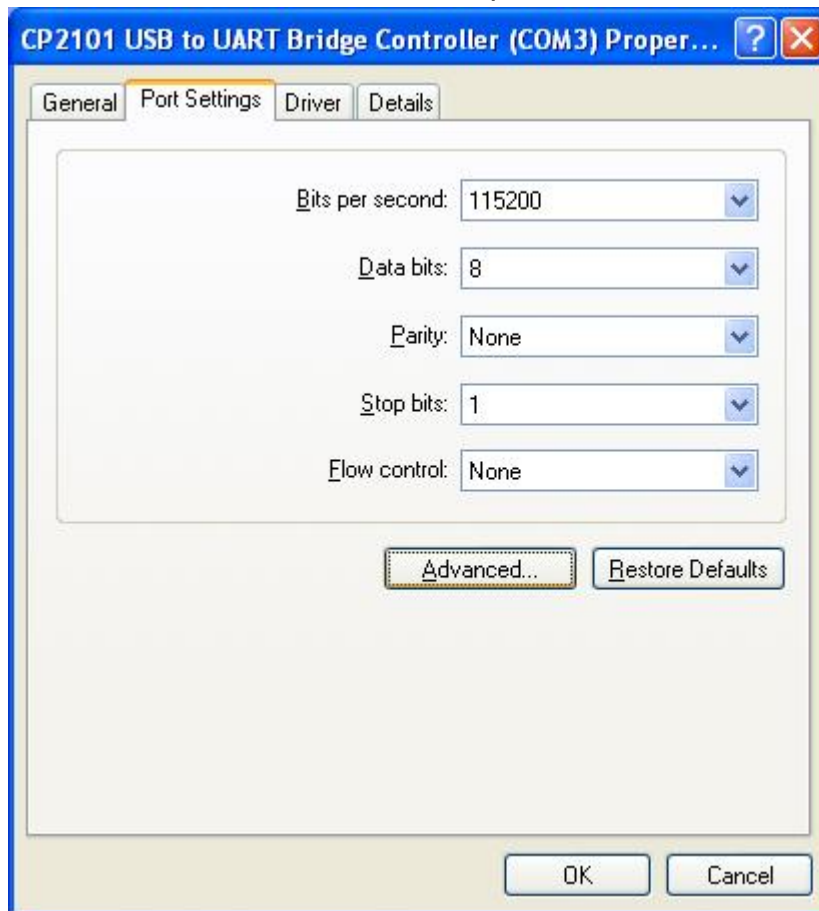 CP2101 USB to UART Bridge Controller (COM3) Proper... ?
General Port Settings Driver Details
Bits per second: 115200
Data bits: 8
Parity: None
Stop bits: 1
Flow control: None
Advanced... Restore Defaults
OK Cancel